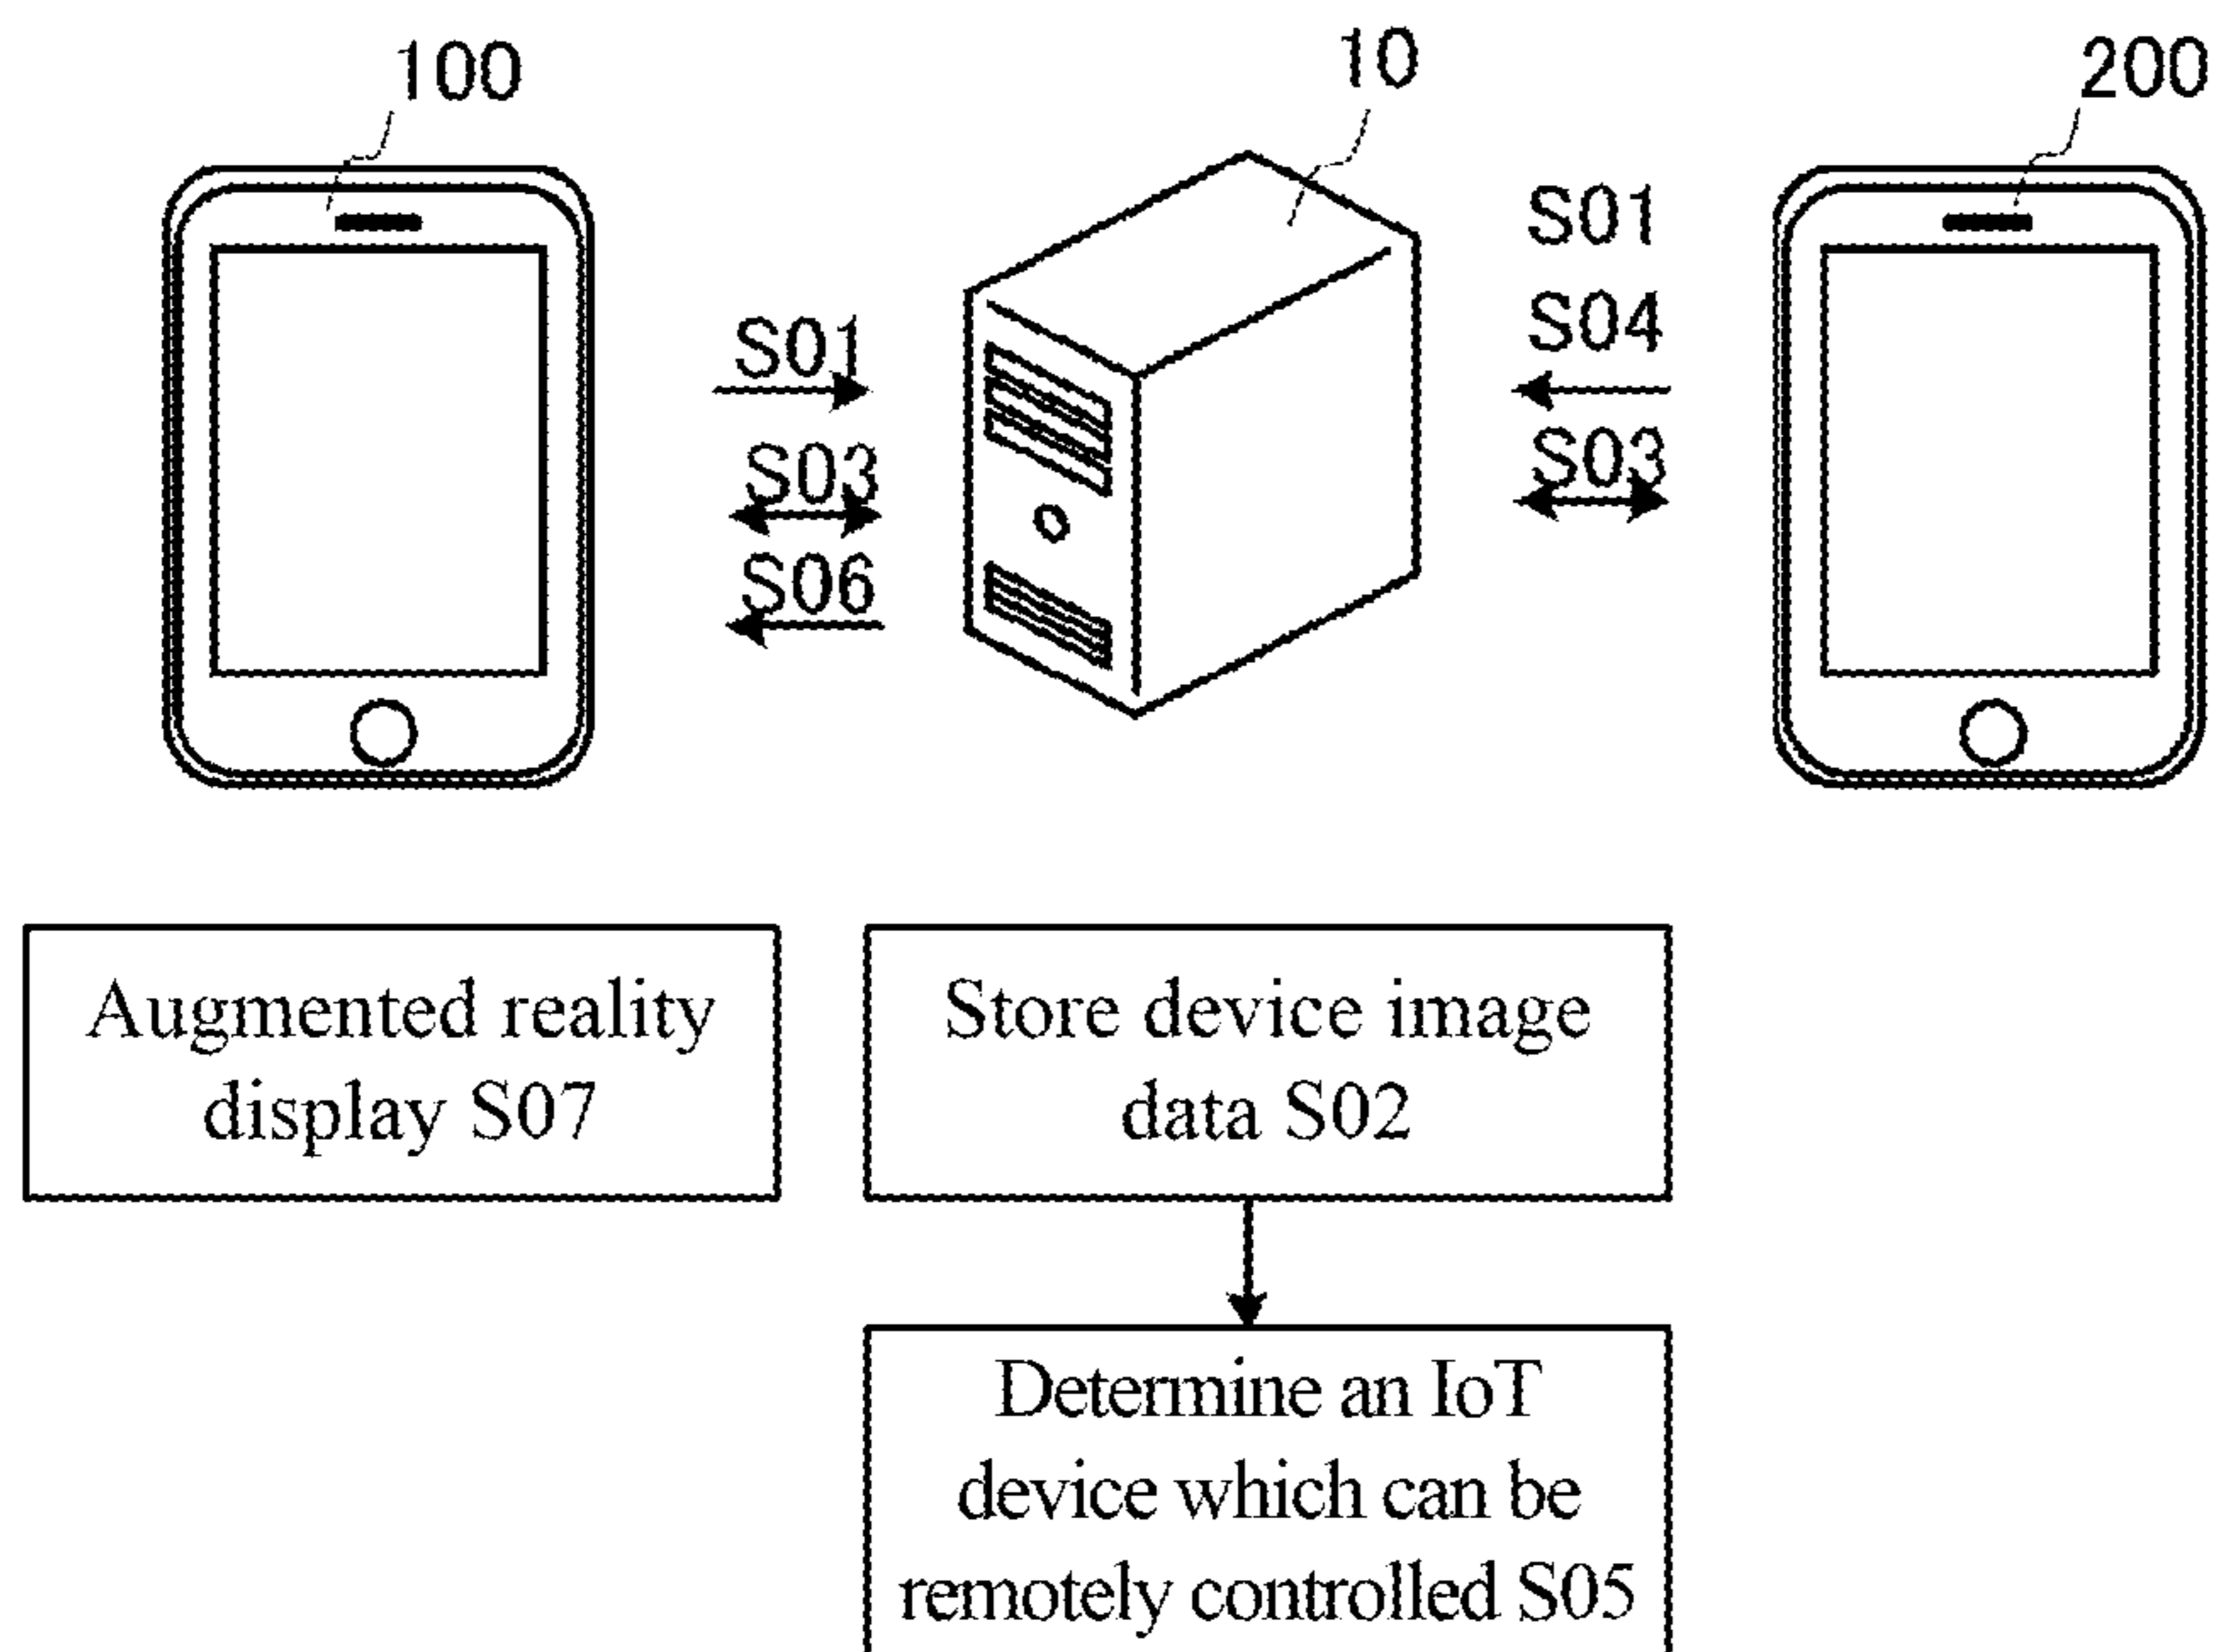 100
10
200
S01
S03
S06
S01
S04
S03
Augmented reality
display S07
Store device image
data S02
Determine an IoT
device which can be
remotely controlled S05